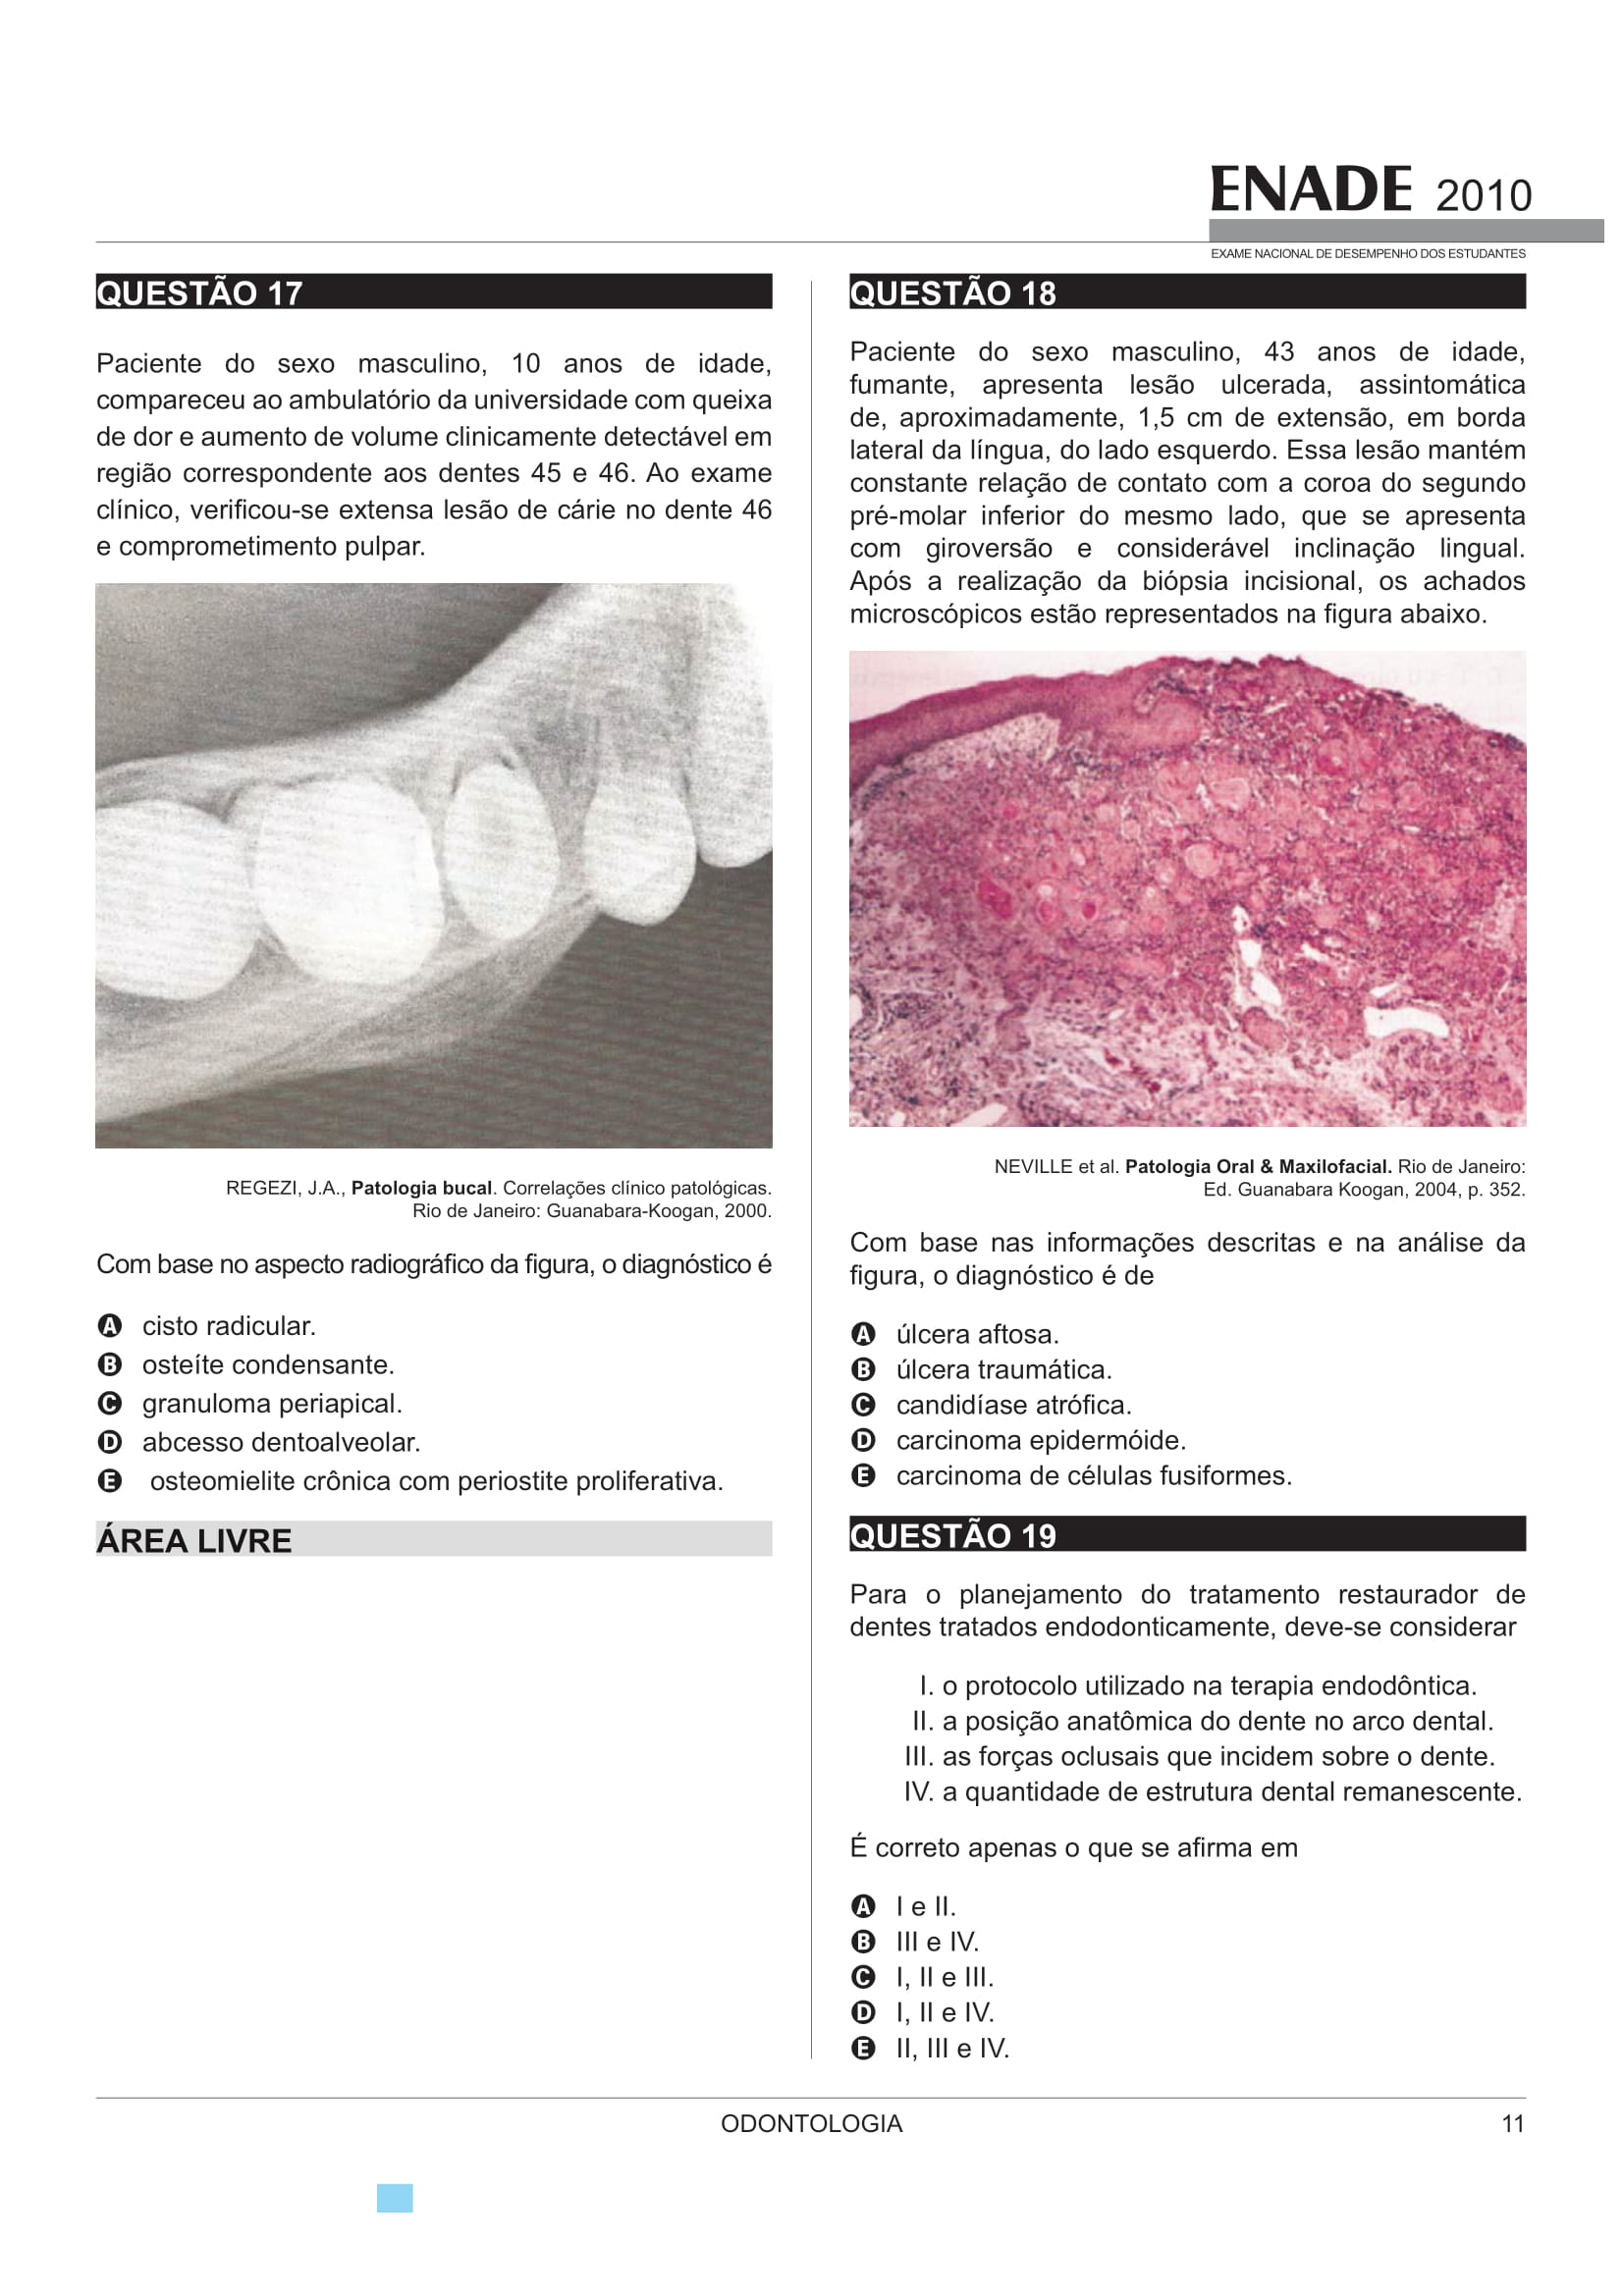 ENADE 2010
EXAME NACIONAL DE DESEMPENHO DOS ESTUDANTES
QUESTÃO 17
Paciente do sexo masculino, 10 anos de idade,
compareceu ao ambulatório da universidade com queixa
de dor e aumento de volume clinicamente detectável em
região correspondente aos dentes 45 e 46. Ao exame
clínico, verificou-se extensa lesão de cárie no dente 46
e comprometimento pulpar.
REGEZI, J.A., Patologia bucal. Correlações clínico patológicas.
Rio de Janeiro: Guanabara-Koogan, 2000.
Com base no aspecto radiográfico da figura, o diagnóstico é
A cisto radicular.
B osteíte condensante.
C granuloma periapical.
D abcesso dentoalveolar.
E osteomielite crônica com periostite proliferativa.
ÁREA LIVRE
QUESTÃO 18
Paciente do sexo masculino, 43 anos de idade,
fumante, apresenta lesão ulcerada, assintomática
de, aproximadamente, 1,5 cm de extensão, em borda
lateral da língua, do lado esquerdo. Essa lesão mantém
constante relação de contato com a coroa do segundo
pré-molar inferior do mesmo lado, que se apresenta
com giroversão e considerável inclinação lingual.
Após a realização da biópsia incisional, os achados
microscópicos estão representados na figura abaixo.
NEVILLE et al. Patologia Oral & Maxilofacial. Rio de Janeiro:
Ed. Guanabara Koogan, 2004, p. 352.
Com base nas informações descritas e na análise da
figura, o diagnóstico é de
A úlcera aftosa.
B úlcera traumática.
C candidíase atrófica.
D carcinoma epidermóide.
E carcinoma de células fusiformes.
QUESTÃO 19
Para o planejamento do tratamento restaurador de
dentes tratados endodonticamente, deve-se considerar
I. o protocolo utilizado na terapia endodôntica.
II. a posição anatômica do dente no arco dental.
III. as forças oclusais que incidem sobre o dente.
IV. a quantidade de estrutura dental remanescente.
É correto apenas o que se afirma em
A I e II.
B III e IV.
C I, II e III.
D I, II e IV.
E II, III e IV.
ODONTOLOGIA
11